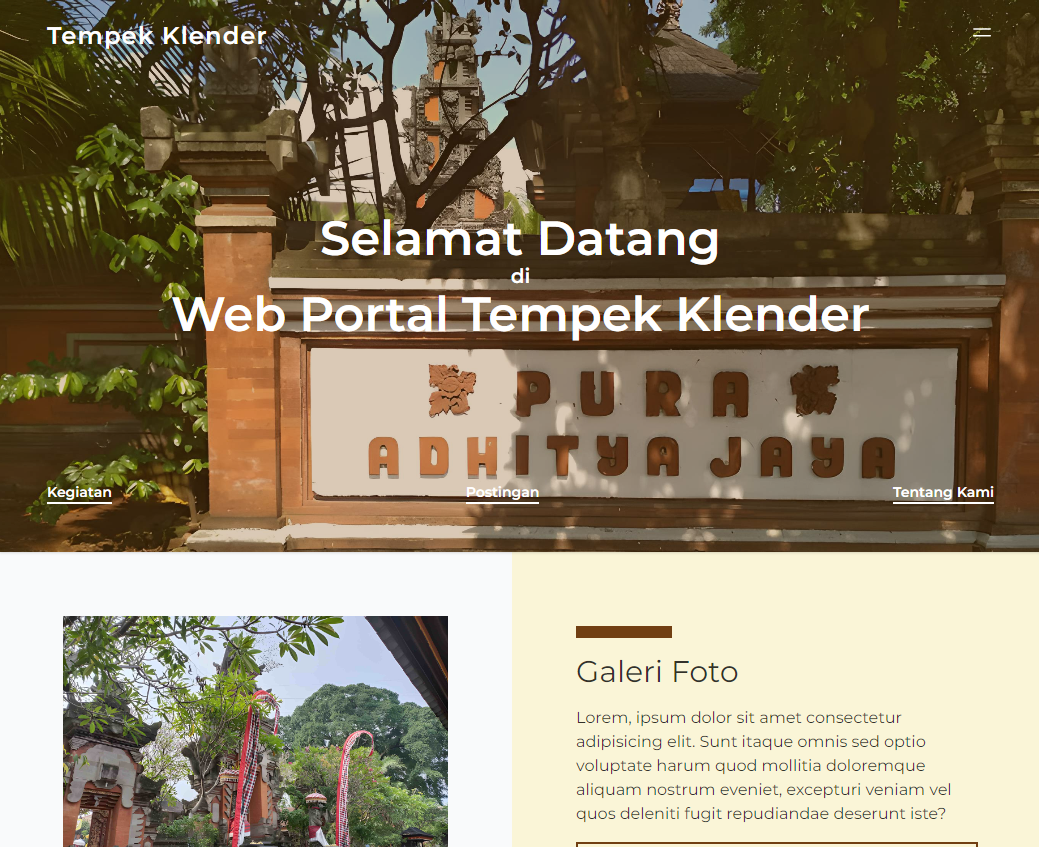 Tempek Klender
Selamat Datang
di
Web Portal Tempek Klender
PURA
ADHITYA JAYA
Kegiatan
Postingan
Tentang Kami
Galeri Foto
Lorem, ipsum dolor sit amet consectetur
adipisicing elit. Sunt itaque omnis sed optio
voluptate harum quod mollitia doloremque
aliquam nostrum eveniet, excepturi veniam vel
quos deleniti fugit repudiandae deserunt iste?